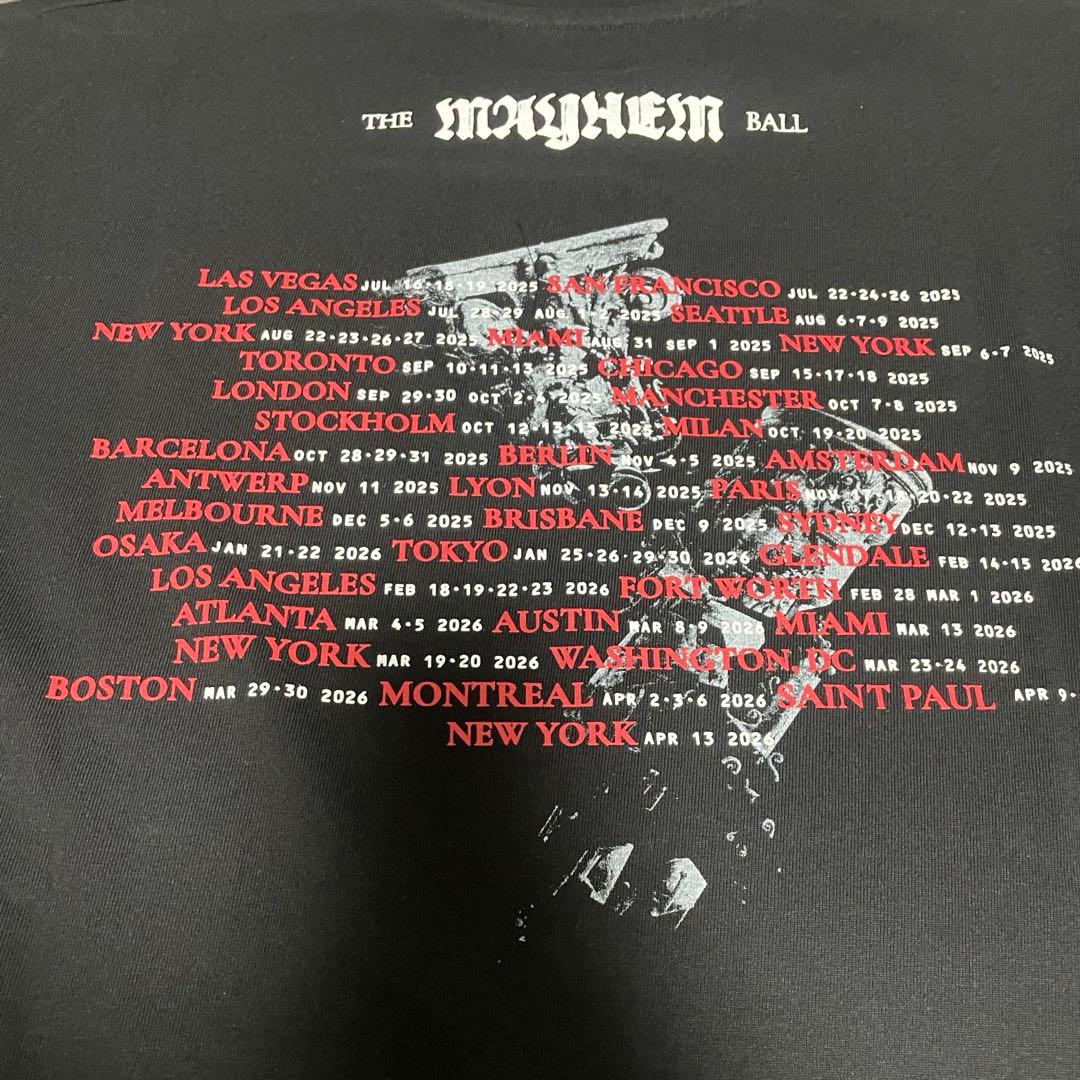 THE MAYHEM BALL
LAS VEGAS JUL 16·18·19 2025 SAN FRANCISCO JUL 22·24·26 2025
LOS ANGELES JUL 28·29 AUG 1·2 2025 SEATTLE AUG 6·7·9 2025
NEW YORK AUG 22·23·26·27 2025 MIAMI AUG 31 SEP 1 2025 NEW YORK SEP 6·7 2025
TORONTO SEP 10·11·13 2025 CHICAGO SEP 15·17·18 2025
LONDON SEP 29·30 OCT 2·4 2025 MANCHESTER OCT 7·8 2025
STOCKHOLM OCT 12·13·15 2025 MILAN OCT 19·20 2025
BARCELONA OCT 28·29·31 2025 BERLIN NOV 4·5 2025 AMSTERDAM NOV 9 2025
ANTWERP NOV 11 2025 LYON NOV 13·14 2025 PARIS NOV 17·18·20·22 2025
MELBOURNE DEC 5·6 2025 BRISBANE DEC 9 2025 SYDNEY DEC 12·13 2025
OSAKA JAN 21·22 2026 TOKYO JAN 25·26·29·30 2026 GLENDALE FEB 14·15 2026
LOS ANGELES FEB 18·19·22·23 2026 FORT WORTH FEB 28 MAR 1 2026
ATLANTA MAR 4·5 2026 AUSTIN MAR 8·9 2026 MIAMI MAR 13 2026
NEW YORK MAR 19·20 2026 WASHINGTON, DC MAR 23·24 2026
BOSTON MAR 29·30 2026 MONTREAL APR 2·3·6 2026 SAINT PAUL APR 9·
NEW YORK APR 13 2026